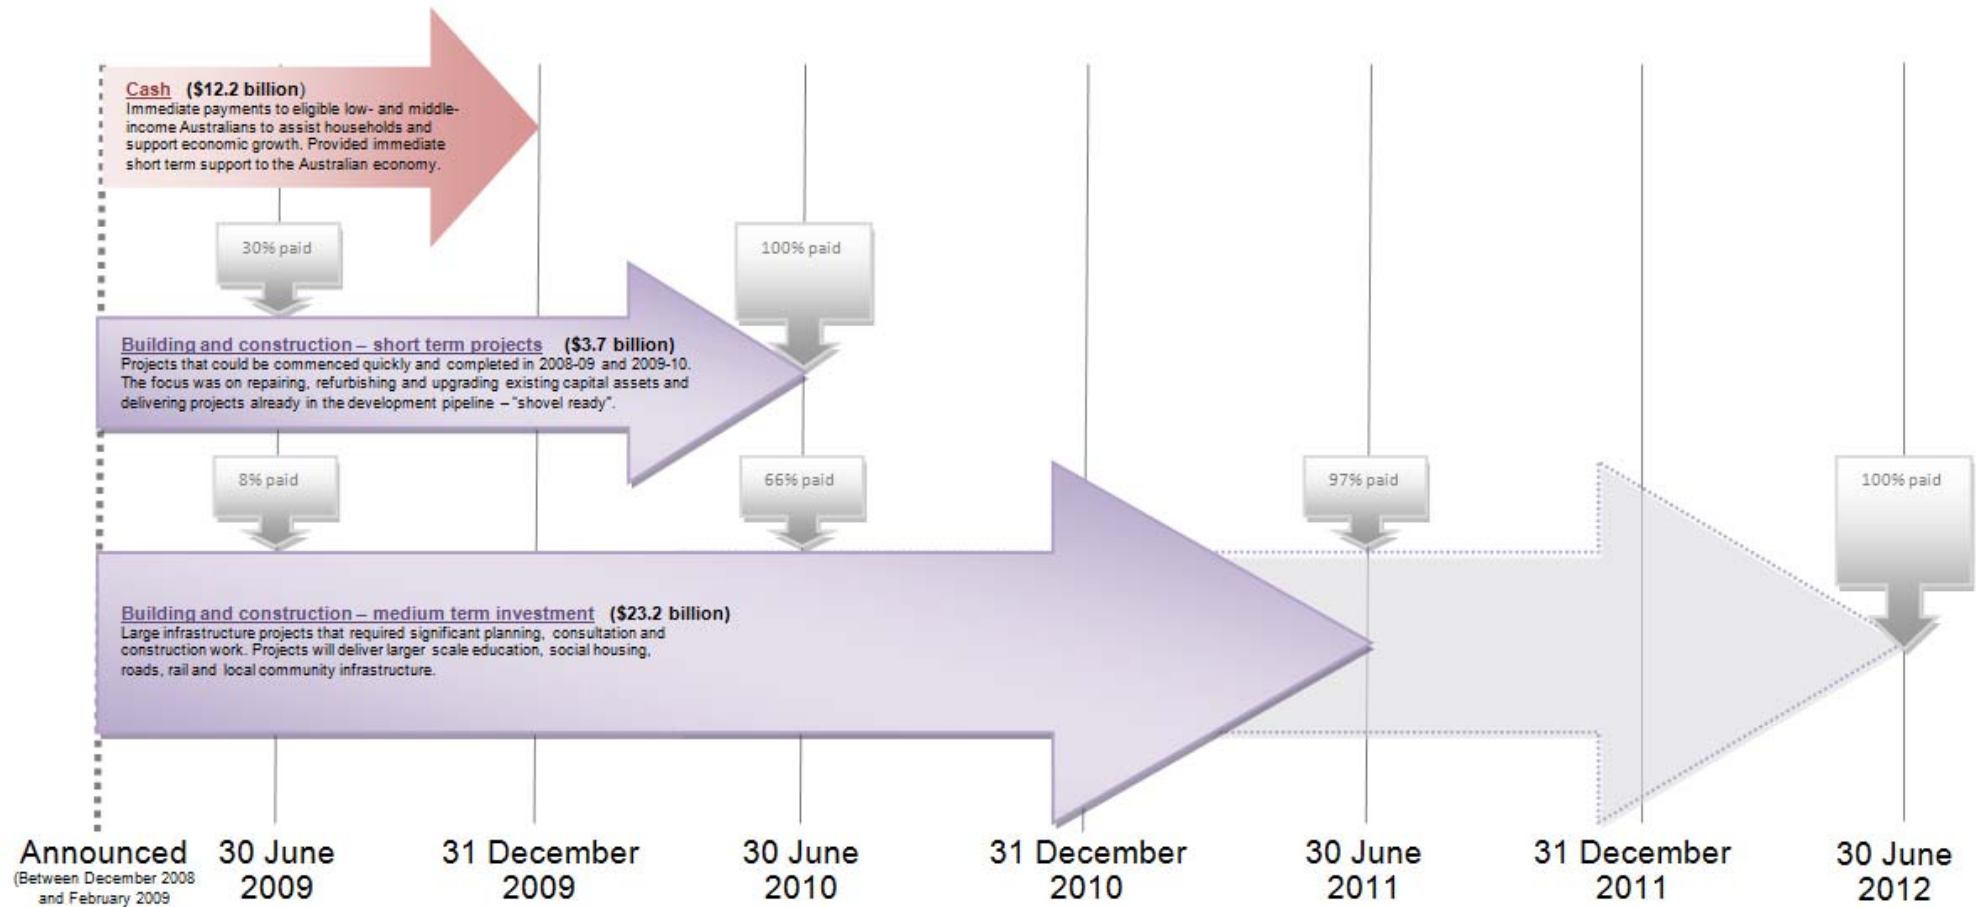 Cash ($12.2 billion)
Immediate payments to eligible low- and middle-
income Australians to assist households and
support economic growth. Provided immediate
short term support to the Australian economy.
30% paid
100% paid
Building and construction – short term projects ($3.7 billion)
Projects that could be commenced quickly and completed in 2008-09 and 2009-10.
The focus was on repairing, refurbishing and upgrading existing capital assets and
delivering projects already in the development pipeline – "shovel ready".
8% paid
66% paid
97% paid
100% paid
Building and construction – medium term investment ($23.2 billion)
Large infrastructure projects that required significant planning, consultation and
construction work. Projects will deliver larger scale education, social housing,
roads, rail and local community infrastructure.
Announced
(Between December 2008
and February 2009
30 June
2009
31 December
2009
30 June
2010
31 December
2010
30 June
2011
31 December
2011
30 June
2012